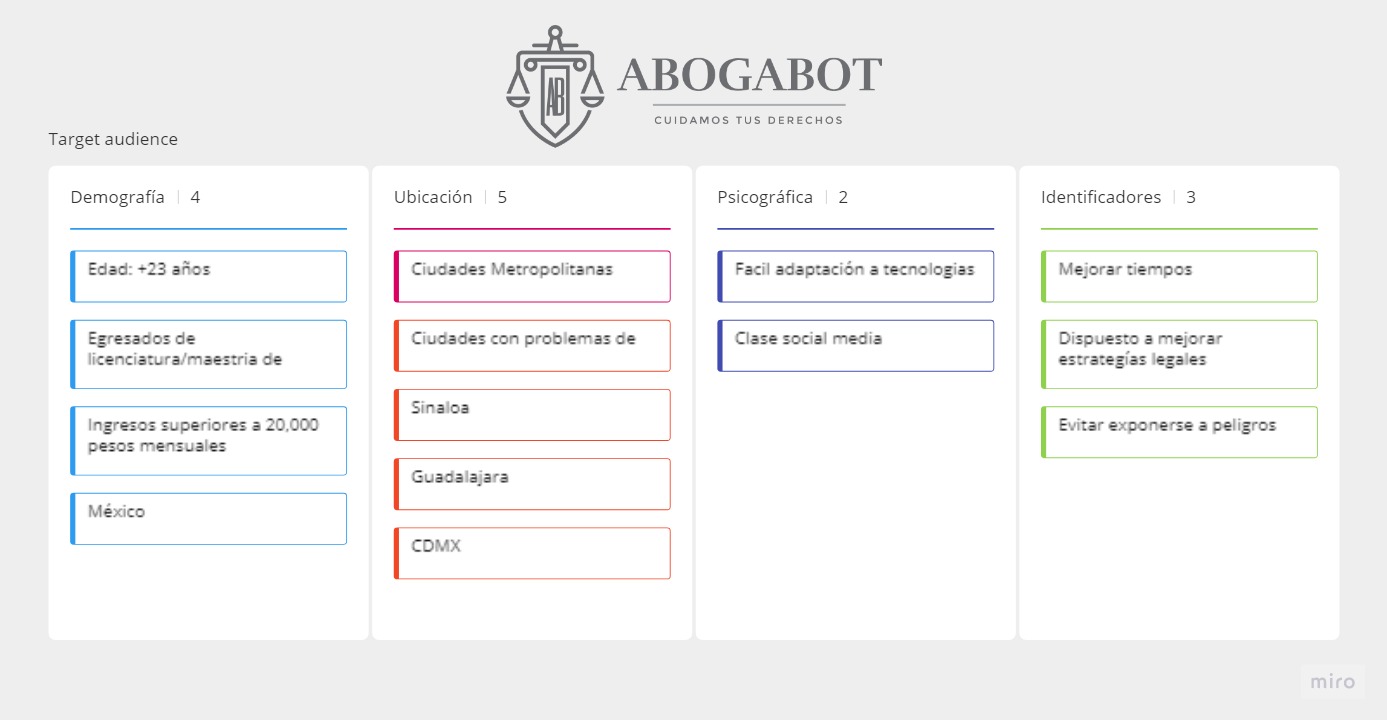 AB
ABOGABOT
CUIDAMOS TUS DERECHOS
Target audience
Demografía | 4
Edad: +23 años
Egresados de
licenciatura/maestria de
Ingresos superiores a 20,000
pesos mensuales
México
Ubicación | 5
Ciudades Metropolitanas
Ciudades con problemas de
Sinaloa
Guadalajara
CDMX
Psicográfica | 2
Facil adaptación a tecnologias
Clase social media
Identificadores | 3
Mejorar tiempos
Dispuesto a mejorar
estrategías legales
Evitar exponerse a peligros
miro